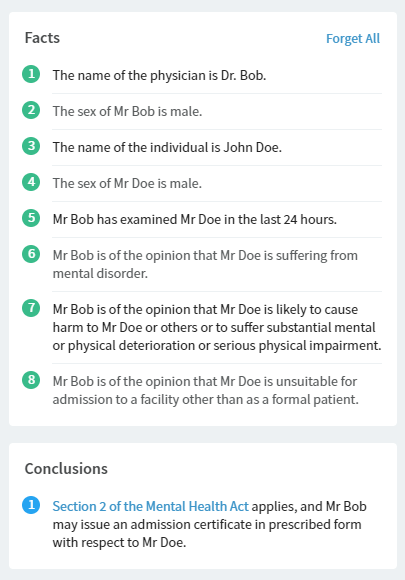 Facts
Forget All
1 The name of the physician is Dr. Bob.
2 The sex of Mr Bob is male.
3 The name of the individual is John Doe.
4 The sex of Mr Doe is male.
5 Mr Bob has examined Mr Doe in the last 24 hours.
6 Mr Bob is of the opinion that Mr Doe is suffering from
mental disorder.
7 Mr Bob is of the opinion that Mr Doe is likely to cause
harm to Mr Doe or others or to suffer substantial mental
or physical deterioration or serious physical impairment.
8 Mr Bob is of the opinion that Mr Doe is unsuitable for
admission to a facility other than as a formal patient.
Conclusions
1 Section 2 of the Mental Health Act applies, and Mr Bob
may issue an admission certificate in prescribed form
with respect to Mr Doe.